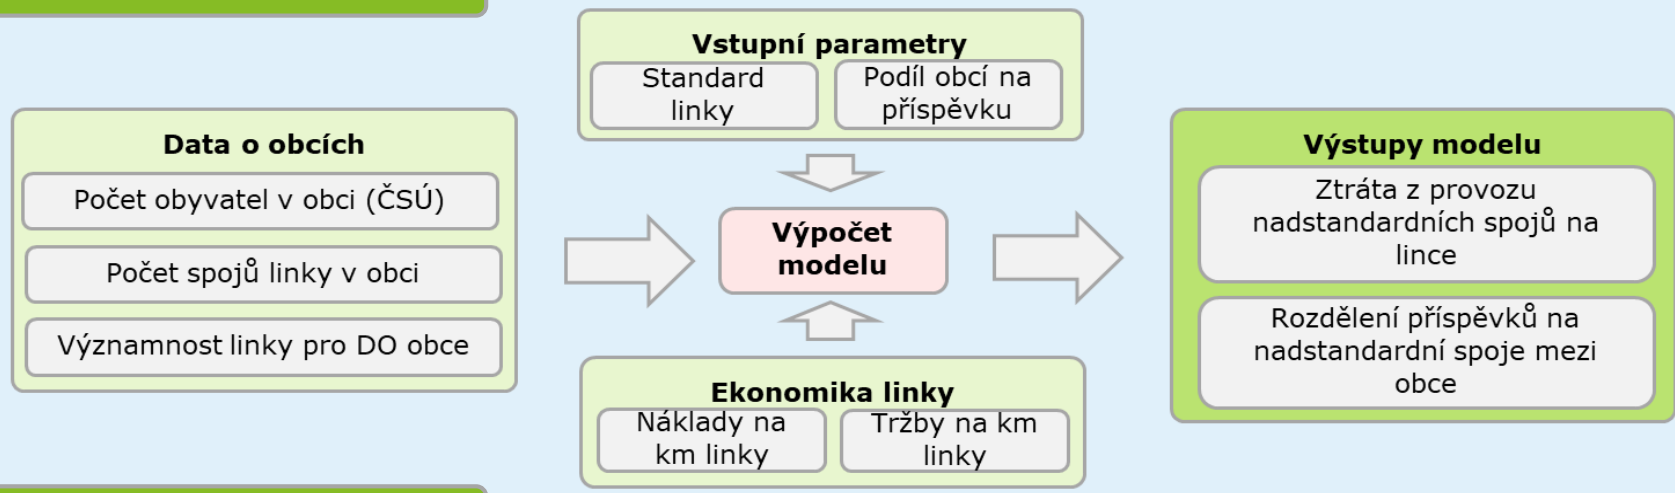 Vstupní parametry
Standard
linky
Podíl obcí na
příspěvku
Data o obcích
Počet obyvatel v obci (ČSÚ)
Počet spojů linky v obci
Významnost linky pro DO obce
Výpočet
modelu
Ekonomika linky
Náklady na
km linky
Tržby na km
linky
Výstupy modelu
Ztráta z provozu
nadstandardních spojů na
lince
Rozdělení příspěvků na
nadstandardní spoje mezi
obce